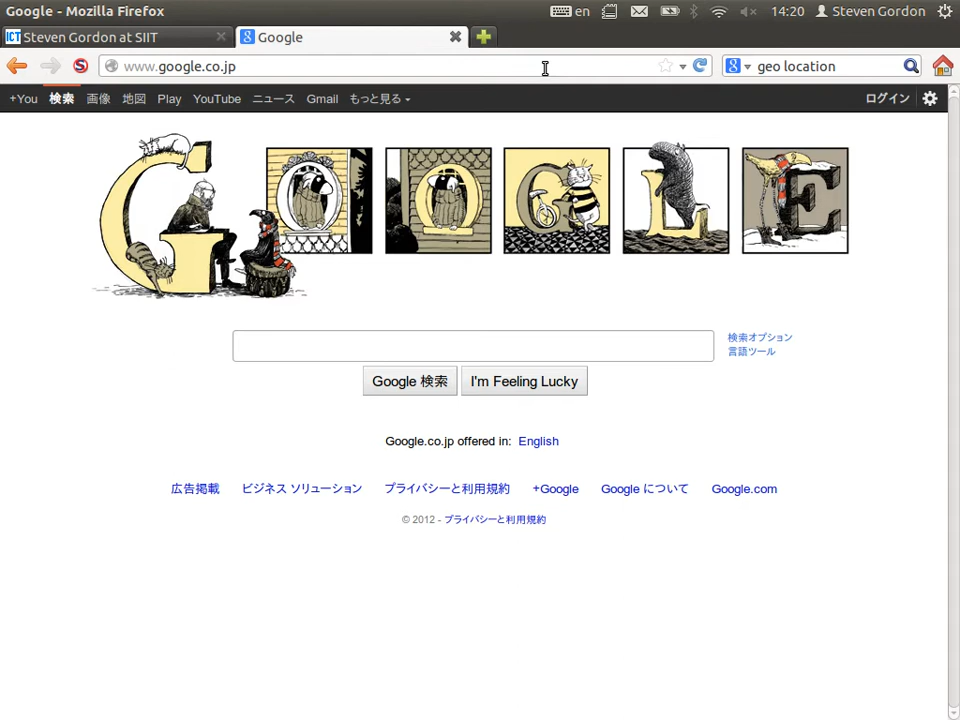 Google - Mozilla Firefox
en
14:20
Steven Gordon
ICT Steven Gordon at SIIT
Google
www.google.co.jp
geo location
+You 検索 画像 地図 Play YouTube ニュース Gmail もっと見る
ログイン
GOOGLE
検索オプション
言語ツール
Google 検索
I'm Feeling Lucky
Google.co.jp offered in: English
広告掲載 ビジネス ソリューション プライバシーと利用規約 +Google Google について Google.com
© 2012 - プライバシーと利用規約